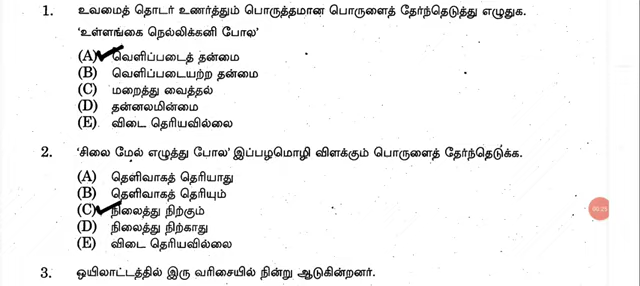 1. உவமைத் தொடர் உணர்த்தும் பொருத்தமான பொருளைத் தேர்ந்தெடுத்து எழுதுக.
'உள்ளங்கை நெல்லிக்கனி போல'
(A) வெளிப்படைத் தன்மை
(B) வெளிப்படையற்ற தன்மை
(C) மறைத்து வைத்தல்
(D) தன்னலமின்மை
(E) விடை தெரியவில்லை
2. 'சிலை மேல் எழுத்து போல' இப்பழமொழி விளக்கும் பொருளைத் தேர்ந்தெடுக்க.
(A) தெளிவாகத் தெரியாது
(B) தெளிவாகத் தெரியும்
(C) நிலைத்து நிற்கும்
(D) நிலைத்து நிற்காது
(E) விடை தெரியவில்லை
3. ஒயிலாட்டத்தில் இரு வரிசையில் நின்று ஆடுகின்றனர்.